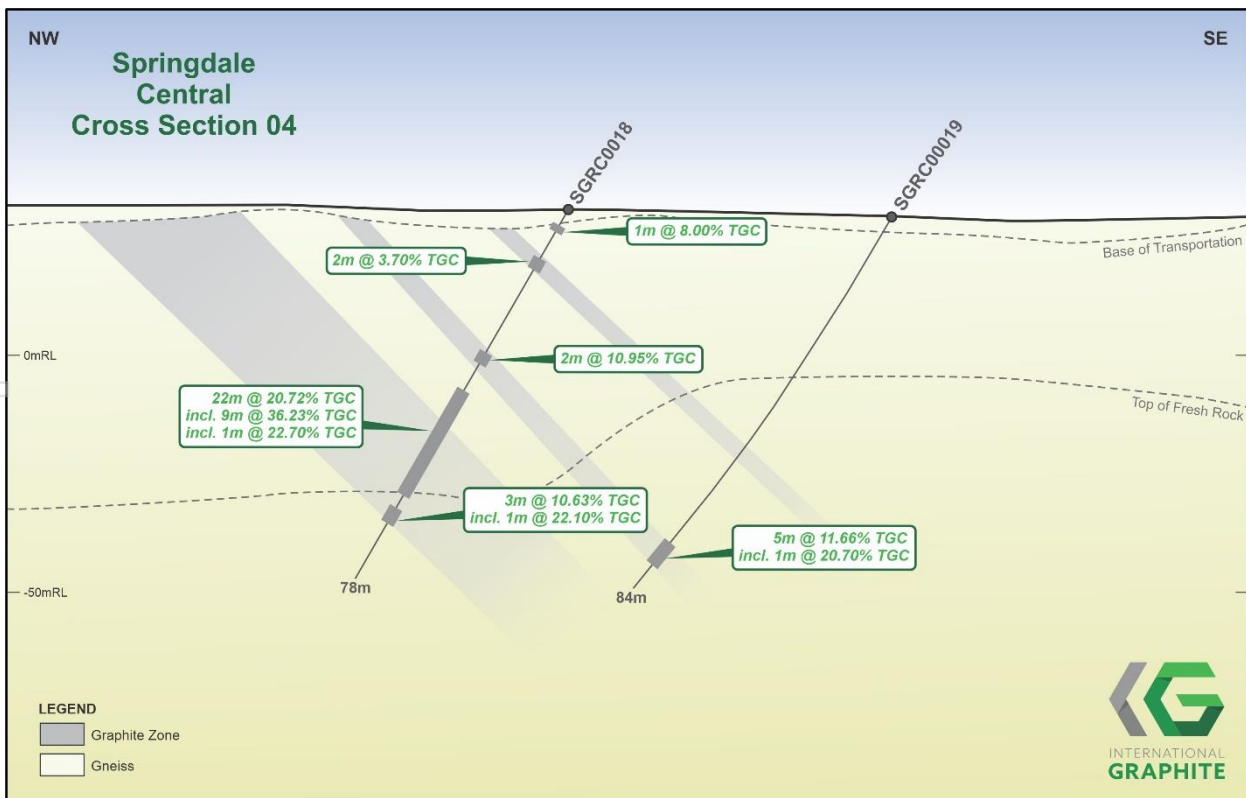 NW
SE
Springdale
Central
Cross Section 04
SGRC0018
SGRC00019
1m @ 8.00% TGC
Base of Transportation
2m @ 3.70% TGC
0mRL
2m @ 10.95% TGC
22m @ 20.72% TGC
incl. 9m @ 36.23% TGC
incl. 1m @ 22.70% TGC
Top of Fresh Rock
3m @ 10.63% TGC
incl. 1m @ 22.10% TGC
5m @ 11.66% TGC
incl. 1m @ 20.70% TGC
78m
84m
-50mRL
LEGEND
Graphite Zone
Gneiss
INTERNATIONAL
GRAPHITE